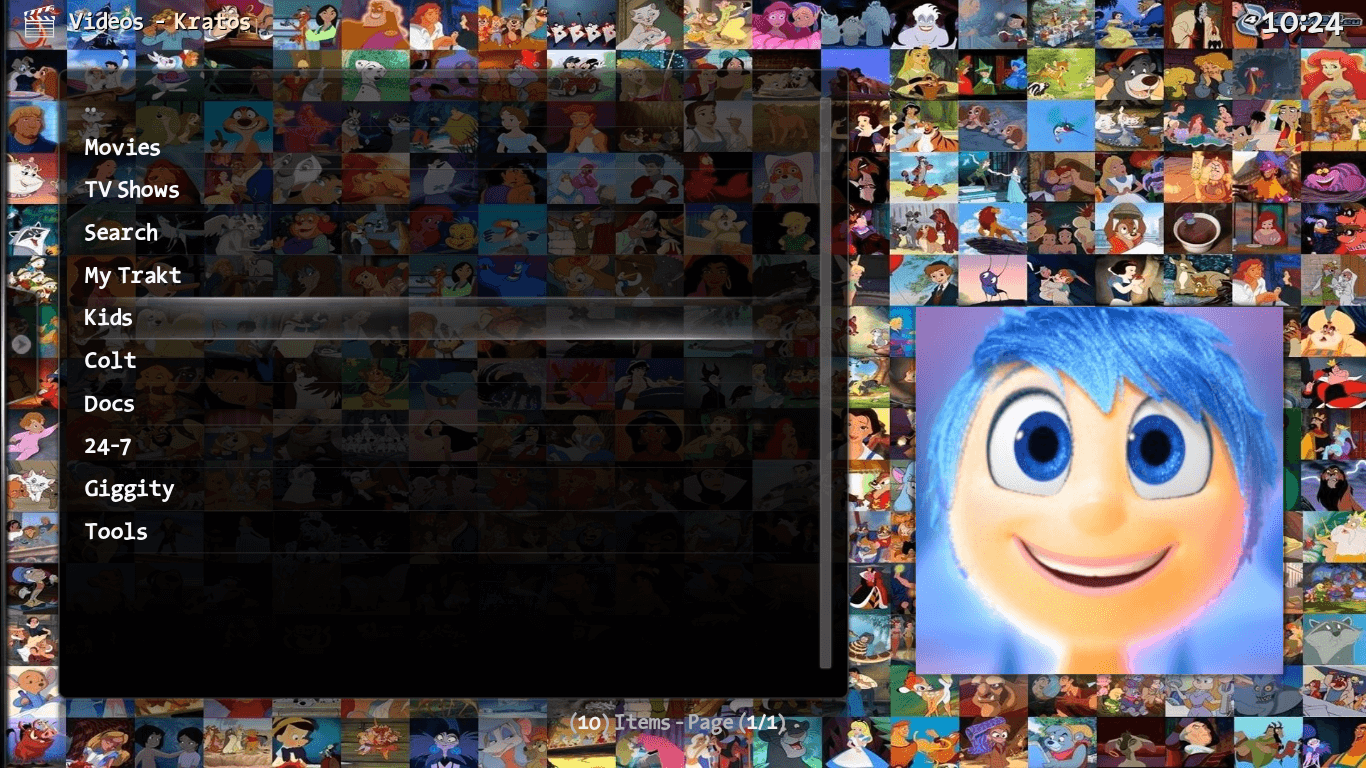 Videos - Kratos
10:24
Movies
TV Shows
Search
My Trakt
Kids
Colt
Docs
24-7
Giggity
Tools
(10) Items - Page (1/1)